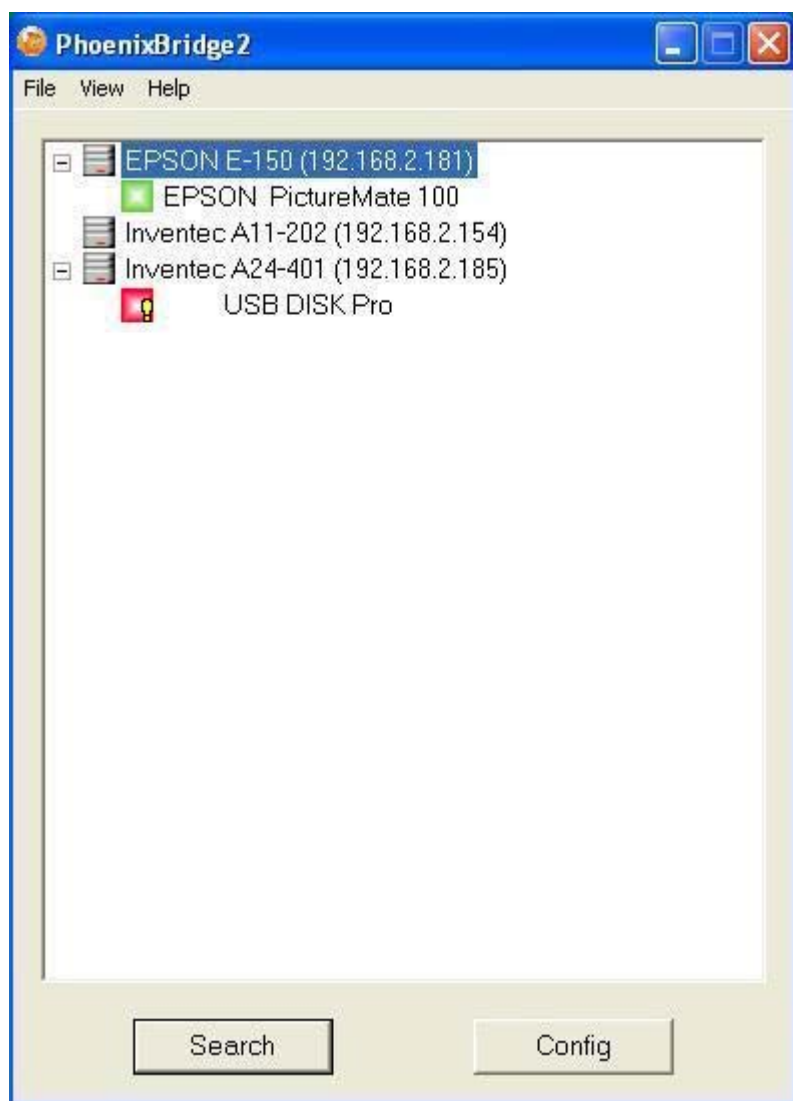 PhoenixBridge2
File View Help
EPSON E-150 (192.168.2.181)
EPSON PictureMate 100
Inventec A11-202 (192.168.2.154)
Inventec A24-401 (192.168.2.185)
USB DISK Pro
Search Config